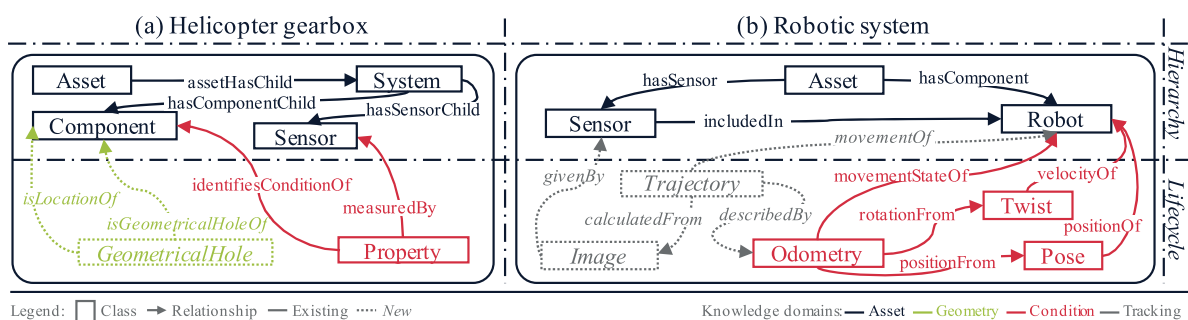 (a) Helicopter gearbox
(b) Robotic system
Asset
assetHasChild
System
hasComponentChild
hasSensorChild
Component
Sensor
identifiesConditionOf
isLocationOf
measuredBy
isGeometricalHoleOf
GeometricalHole
Property
hasSensor
Asset
hasComponent
Sensor
includedIn
Robot
movementOf
givenBy
Trajectory
movementStateOf
velocityOf
calculatedFrom
describedBy
rotationFrom
Twist
positionOf
Image
Odometry
positionFrom
Pose
Hierarchy
Lifecycle
Legend: Class Relationship Existing New
Knowledge domains: Asset Geometry Condition Tracking